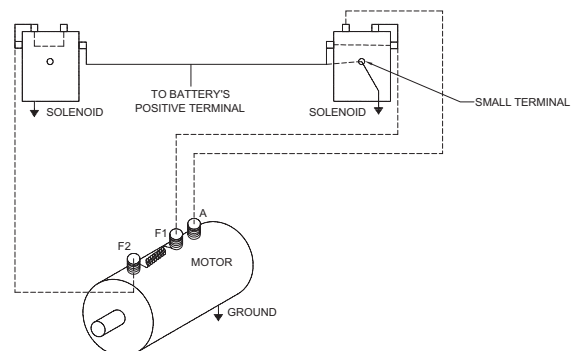 TO BATTERY'S
POSITIVE TERMINAL
SOLENOID
SOLENOID
SMALL TERMINAL
A
F1
F2
MOTOR
GROUND